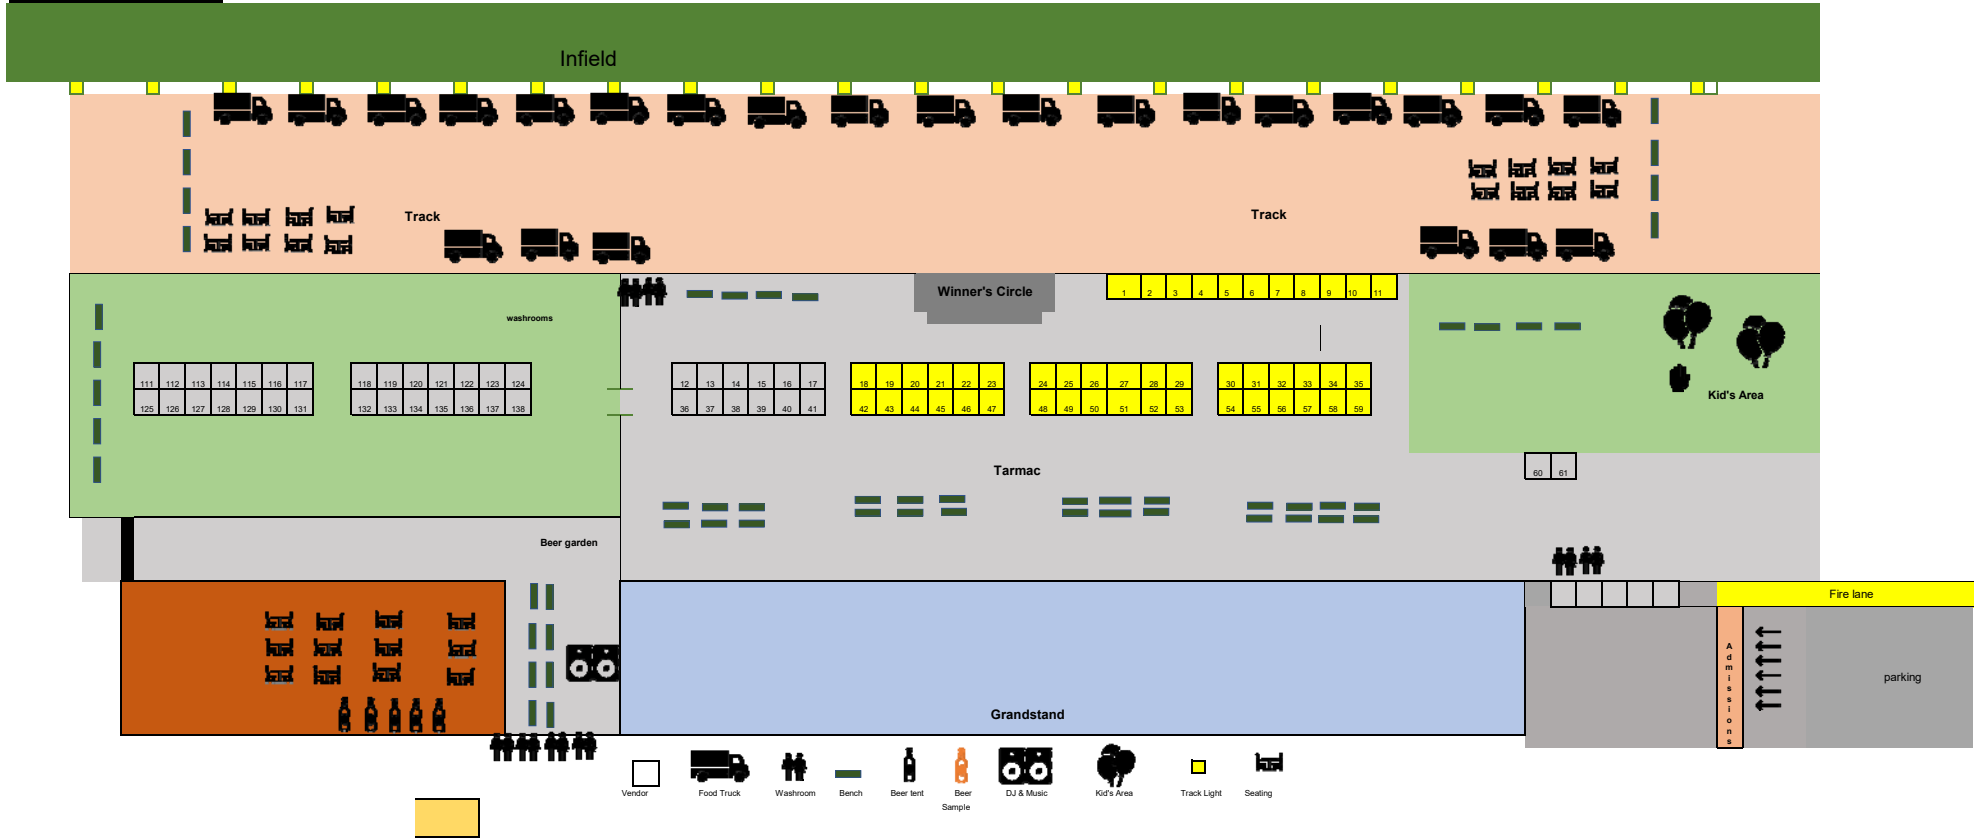 Infield
Track
Track
Winner's Circle
1 2 3 4 5 6 7 8 9 10 11
washrooms
111 112 113 114 115 116 117
118 119 120 121 122 123 124
12 13 14 15 16 17
18 19 20 21 22 23
24 25 26 27 28 29
30 31 32 33 34 35
125 126 127 128 129 130 131
132 133 134 135 136 137 138
36 37 38 39 40 41
42 43 44 45 46 47
48 49 50 51 52 53
54 55 56 57 58 59
Kid's Area
Tarmac
60 61
Beer garden
Fire lane
Admissions
parking
Grandstand
Vendor
Food Truck
Washroom
Bench
Beer tent
Beer
Sample
DJ & Music
Kid's Area
Track Light
Seating